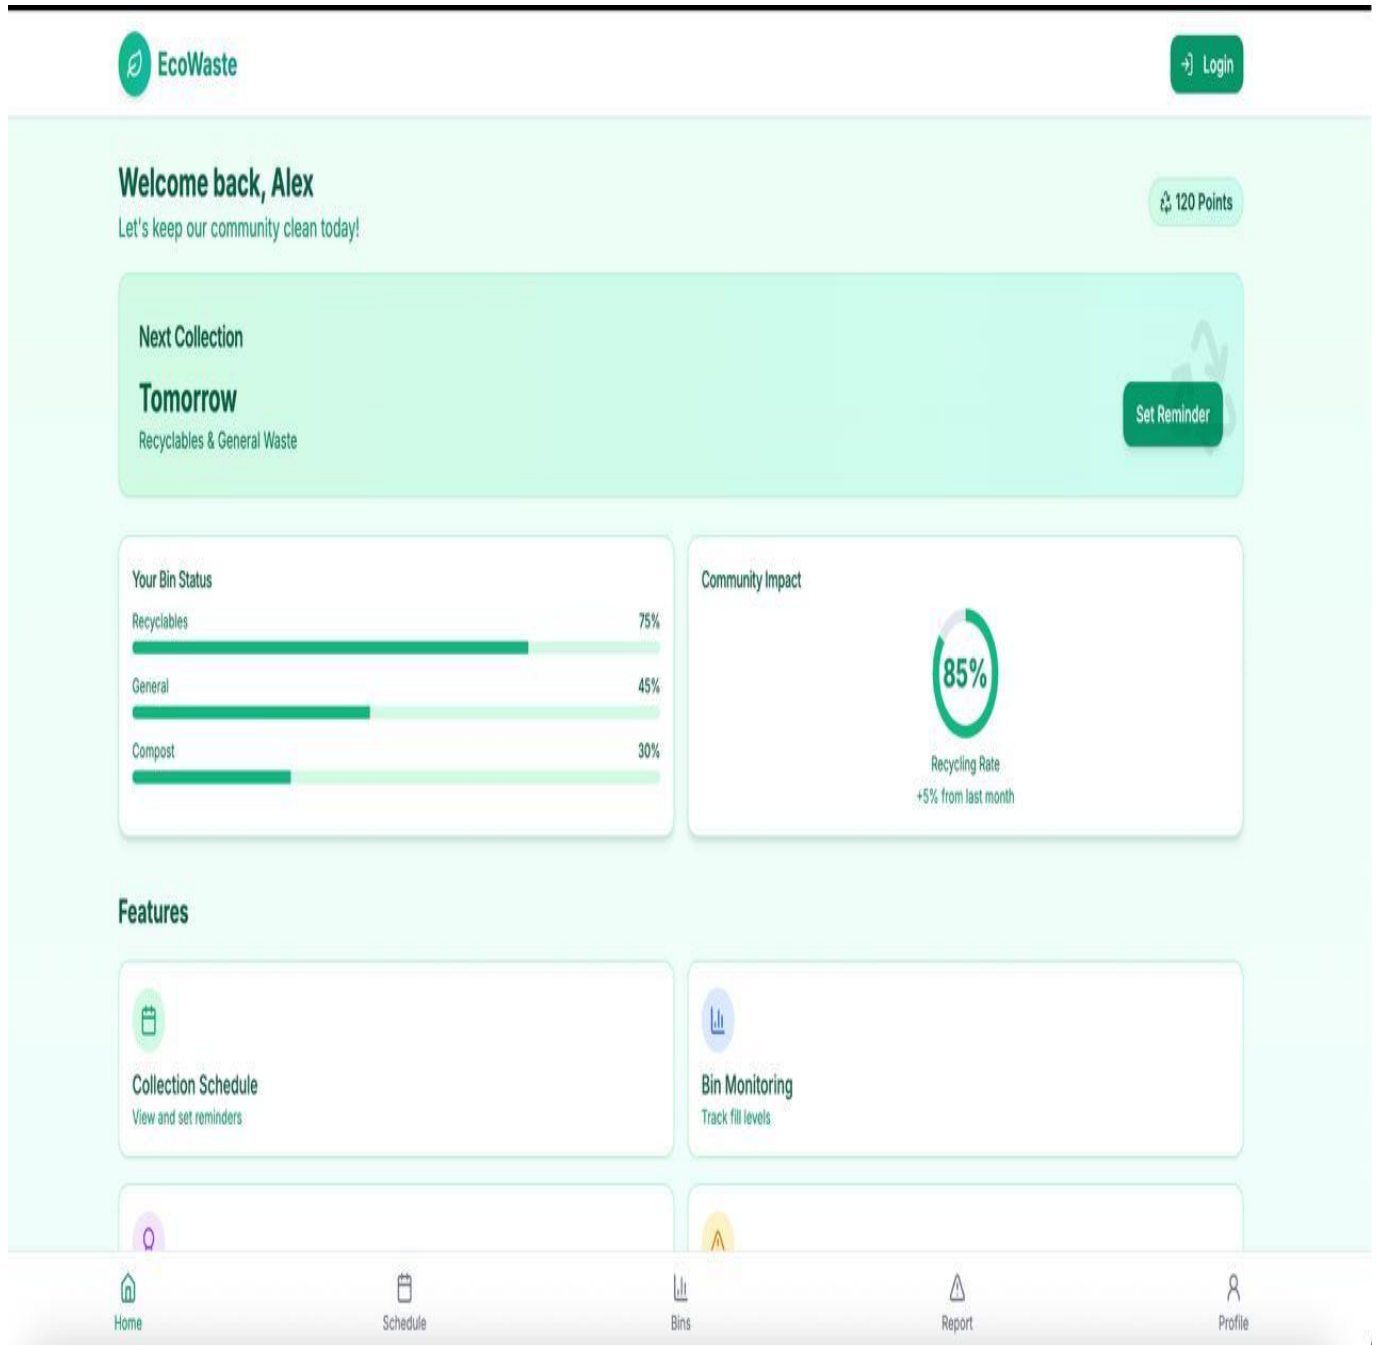 EcoWaste
Login
Welcome back, Alex
Let's keep our community clean today!
120 Points
Next Collection
Tomorrow
Recyclables & General Waste
Set Reminder
Your Bin Status
Recyclables 75%
General 45%
Compost 30%
Community Impact
85%
Recycling Rate
+5% from last month
Features
Collection Schedule
View and set reminders
Bin Monitoring
Track fill levels
Home
Schedule
Bins
Report
Profile